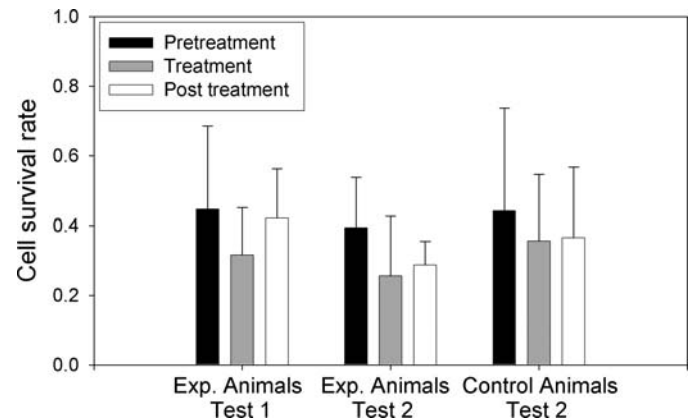 1.0
0.8
0.6
0.4
0.2
0.0
Cell survival rate
Pretreatment
Treatment
Post treatment
Exp. Animals
Test 1
Exp. Animals
Test 2
Control Animals
Test 2